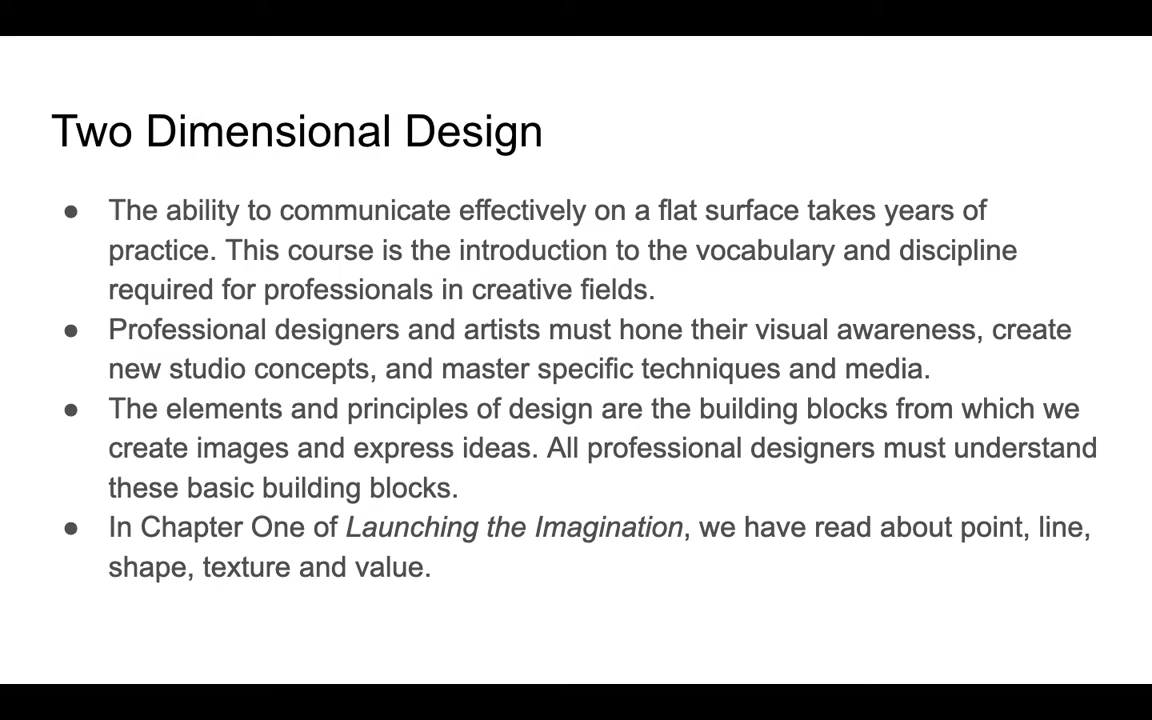 Two Dimensional Design
● The ability to communicate effectively on a flat surface takes years of
practice. This course is the introduction to the vocabulary and discipline
required for professionals in creative fields.
● Professional designers and artists must hone their visual awareness, create
new studio concepts, and master specific techniques and media.
● The elements and principles of design are the building blocks from which we
create images and express ideas. All professional designers must understand
these basic building blocks.
● In Chapter One of Launching the Imagination, we have read about point, line,
shape, texture and value.